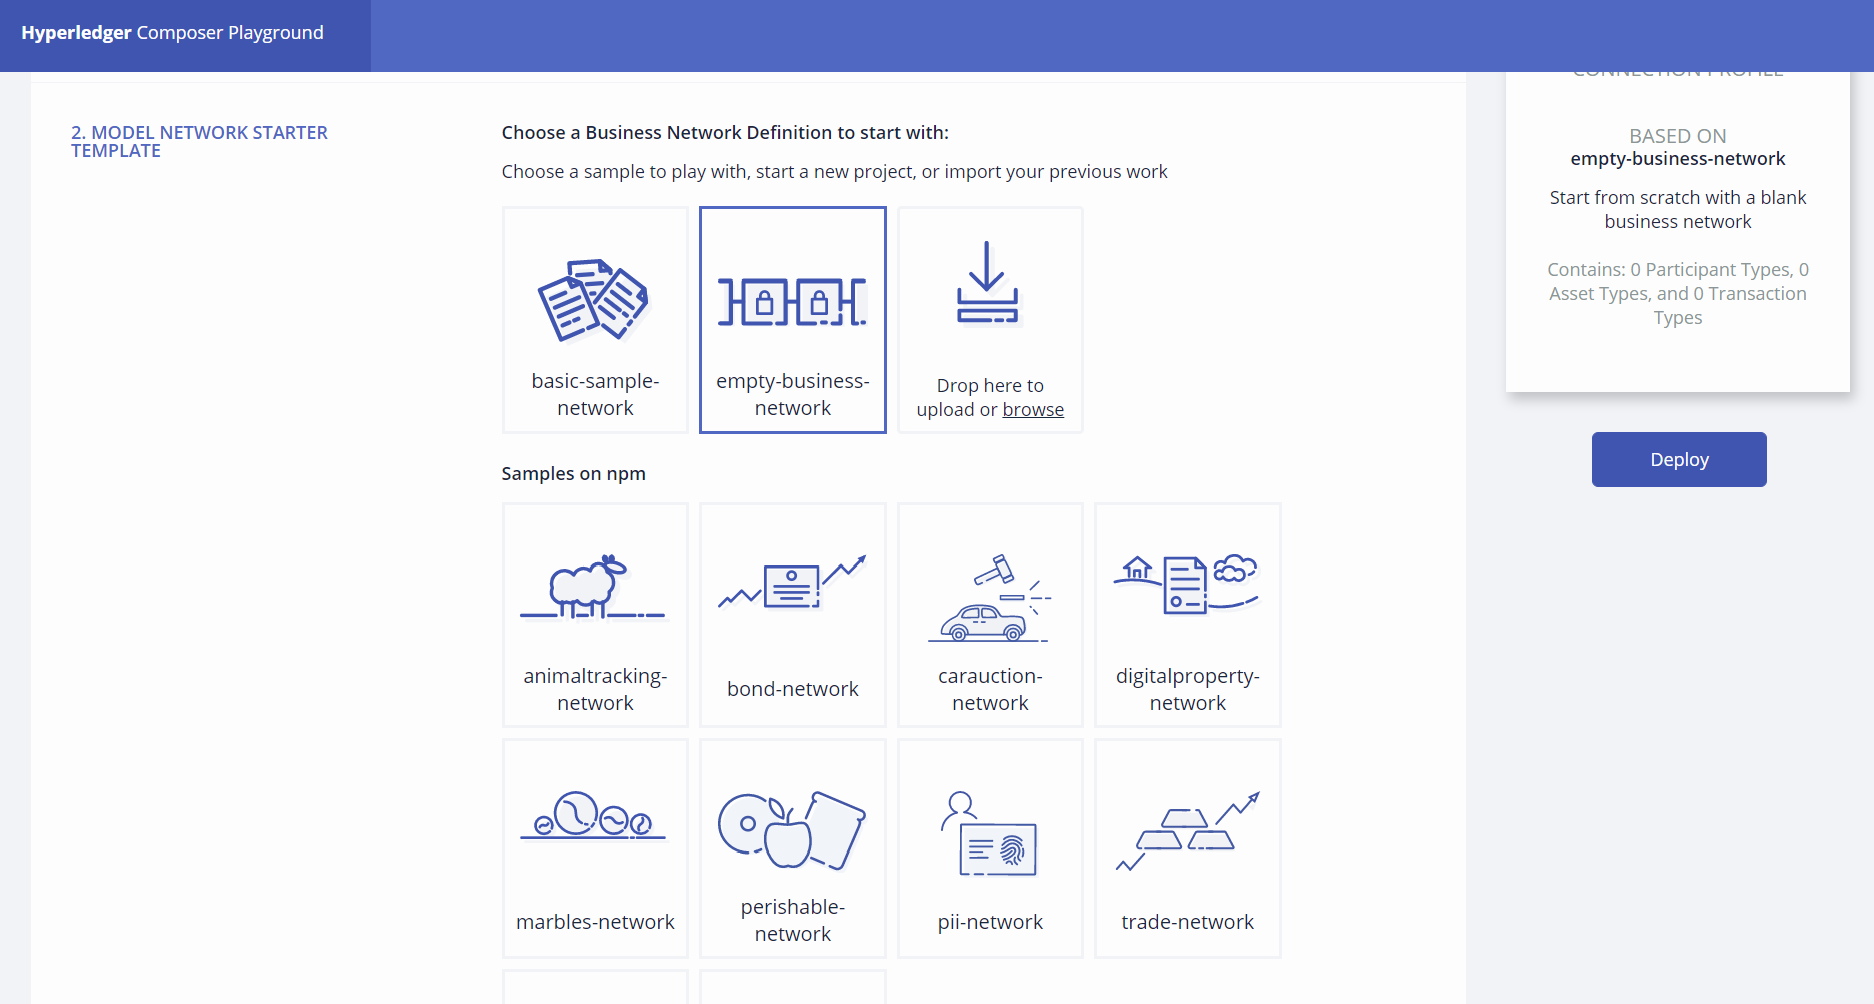 Hyperledger Composer Playground
2. MODEL NETWORK STARTER
TEMPLATE
Choose a Business Network Definition to start with:
Choose a sample to play with, start a new project, or import your previous work
basic-sample-
network
empty-business-
network
Drop here to
upload or browse
Samples on npm
animaltracking-
network
bond-network
carauction-
network
digitalproperty-
network
marbles-network
perishable-
network
pii-network
trade-network
CONNECTION PROFILE
BASED ON
empty-business-network
Start from scratch with a blank
business network
Contains: 0 Participant Types, 0
Asset Types, and 0 Transaction
Types
Deploy